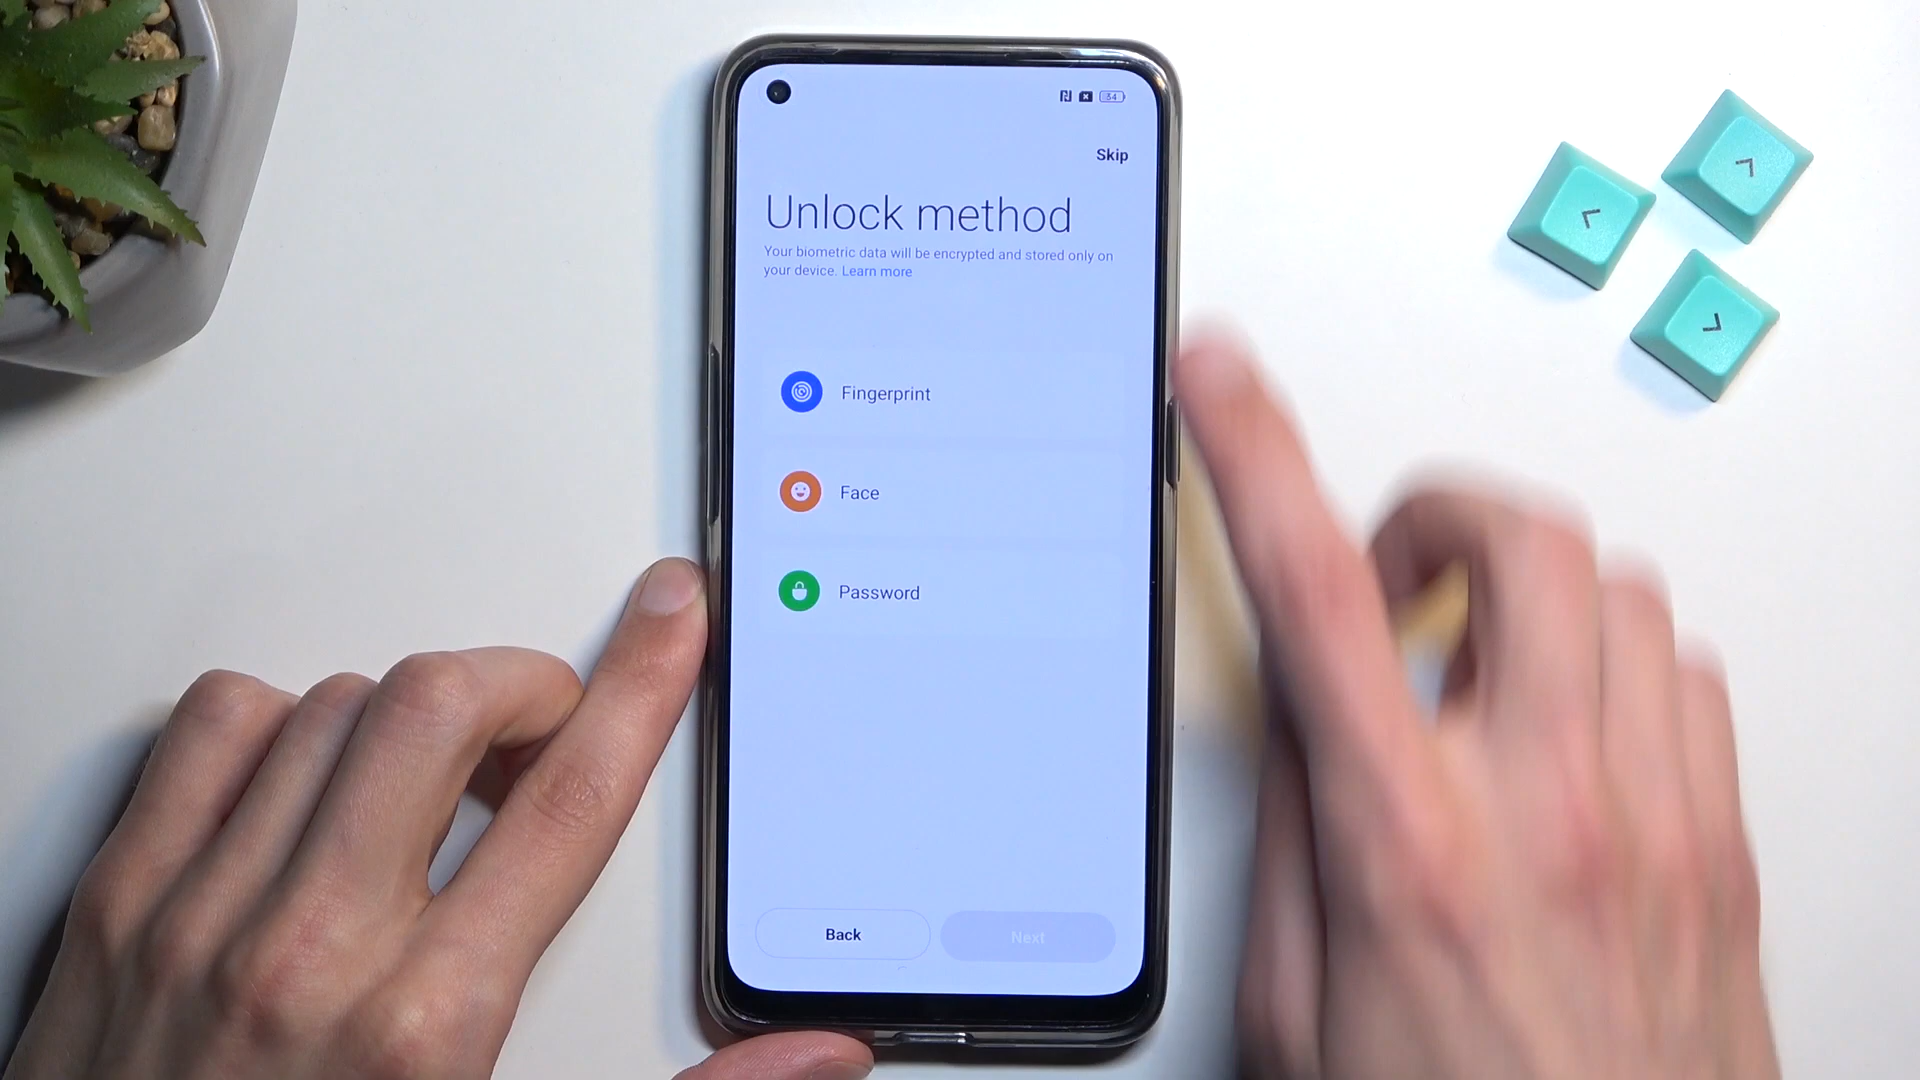 34
Skip
Unlock method
Your biometric data will be encrypted and stored only on
your device. Learn more
Fingerprint
Face
Password
Back
Next